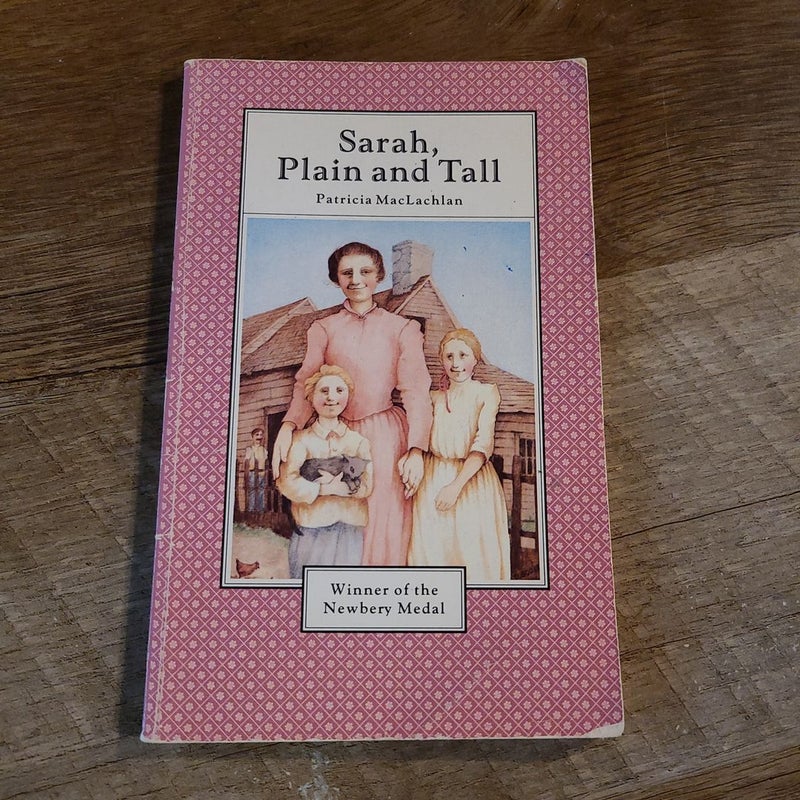 Sarah,
Plain and Tall
Patricia MacLachlan
Winner of the
Newbery Medal